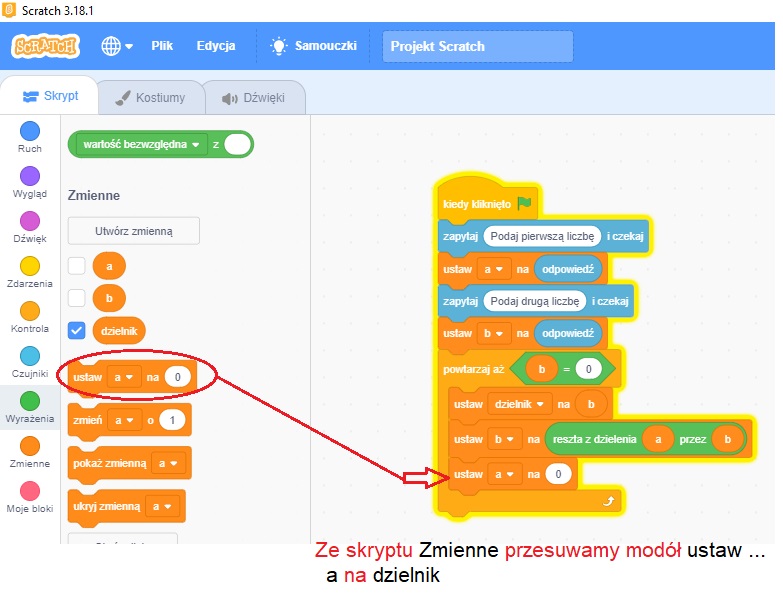 Scratch 3.18.1
SCRATCH Plik Edycja Samouczki Projekt Scratch
Skrypt Kostiumy Dźwięki
Ruch
Wygląd
Dźwięk
Zdarzenia
Kontrola
Czujniki
Wyrażenia
Zmienne
Moje bloki
wartość bezwzględna z
Zmienne
Utwórz zmienną
a
b
dzielnik
ustaw a na 0
zmień a o 1
pokaż zmienną a
ukryj zmienną a
kiedy kliknięto
zapytaj Podaj pierwszą liczbę i czekaj
ustaw a na odpowiedź
zapytaj Podaj drugą liczbę i czekaj
ustaw b na odpowiedź
powtarzaj aż b = 0
ustaw dzielnik na b
ustaw b na reszta z dzielenia a przez b
ustaw a na 0
Ze skryptu Zmienne przesuwamy modół ustaw ...
a na dzielnik